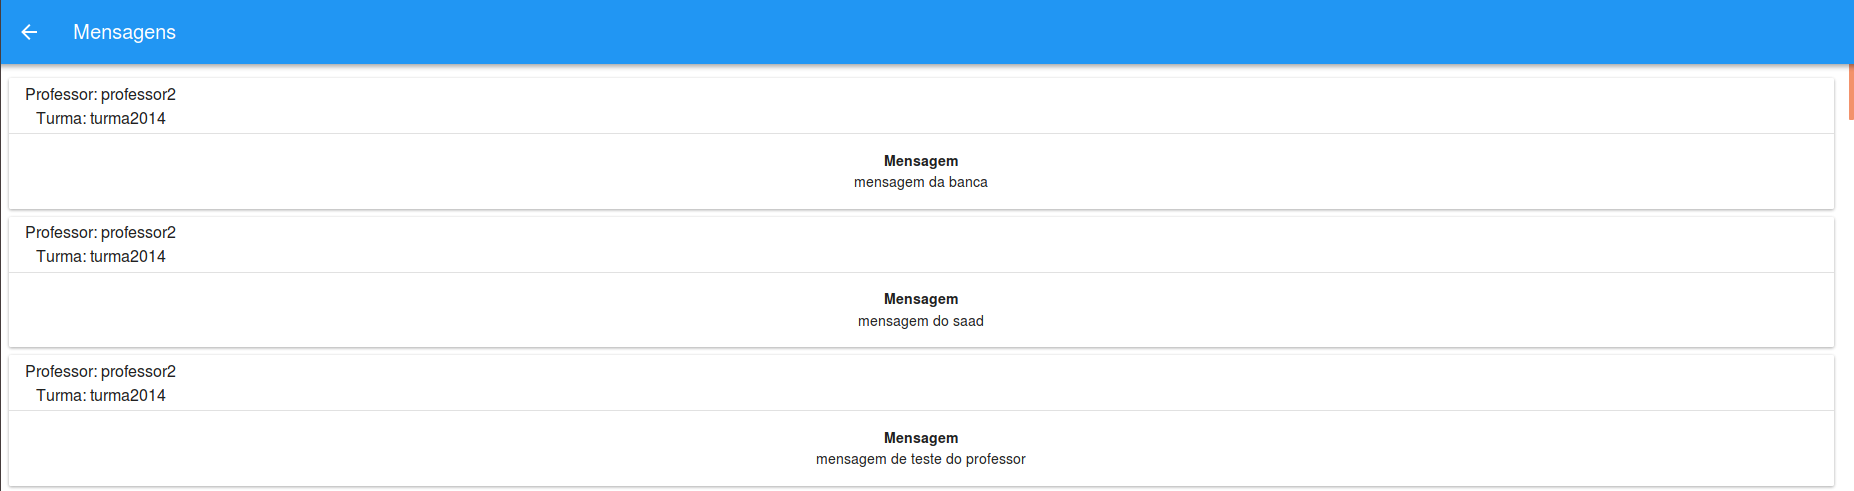 Mensagens
Professor: professor2
Turma: turma2014
Mensagem
mensagem da banca
Professor: professor2
Turma: turma2014
Mensagem
mensagem do saad
Professor: professor2
Turma: turma2014
Mensagem
mensagem de teste do professor